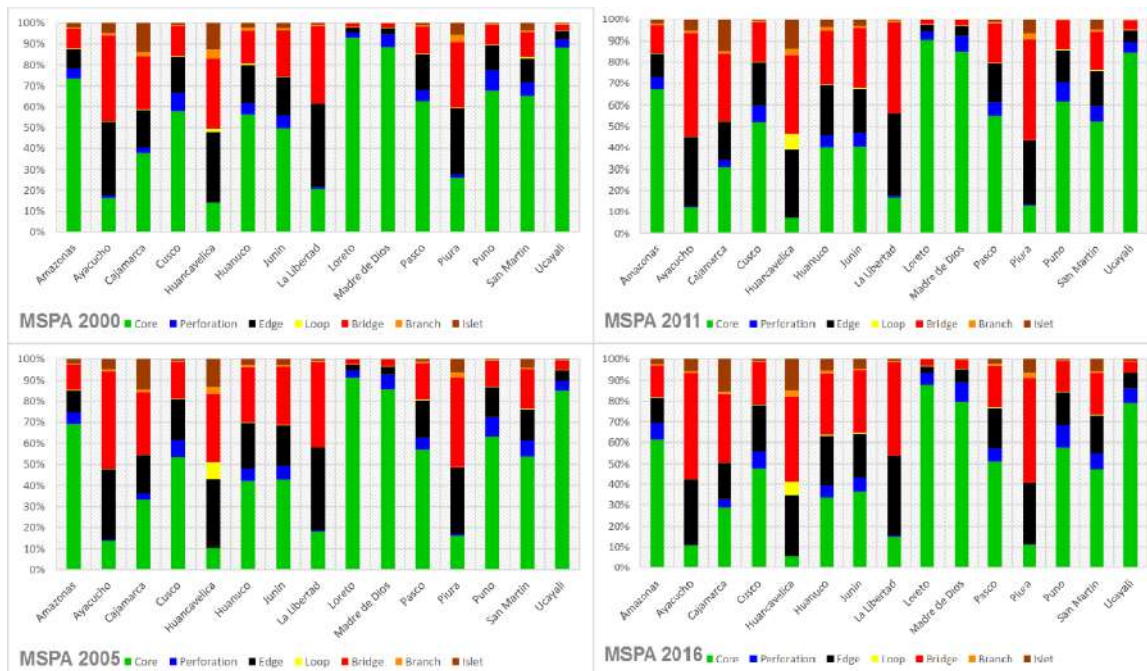 100%
90%
80%
70%
60%
50%
40%
30%
20%
10%
0%
Amazonas
Ayacucho
Cajamarca
Cusco
Huancavelica
Huanuco
Junin
La Libertad
Loreto
Madre de Dios
Pasco
Piura
Puno
San Martin
Ucayali
MSPA 2000 Core Perforation Edge Loop Bridge Branch Islet
100%
90%
80%
70%
60%
50%
40%
30%
20%
10%
0%
Amazonas
Ayacucho
Cajamarca
Cusco
Huancavelica
Huanuco
Junin
La Libertad
Loreto
Madre de Dios
Pasco
Piura
Puno
San Martin
Ucayali
MSPA 2011 Core Perforation Edge Loop Bridge Branch Islet
100%
90%
80%
70%
60%
50%
40%
30%
20%
10%
0%
Amazonas
Ayacucho
Cajamarca
Cusco
Huancavelica
Huanuco
Junin
La Libertad
Loreto
Madre de Dios
Pasco
Piura
Puno
San Martin
Ucayali
MSPA 2005 Core Perforation Edge Loop Bridge Branch Islet
100%
90%
80%
70%
60%
50%
40%
30%
20%
10%
0%
Amazonas
Ayacucho
Cajamarca
Cusco
Huancavelica
Huanuco
Junin
La Libertad
Loreto
Madre de Dios
Pasco
Piura
Puno
San Martin
Ucayali
MSPA 2016 Core Perforation Edge Loop Bridge Branch Islet